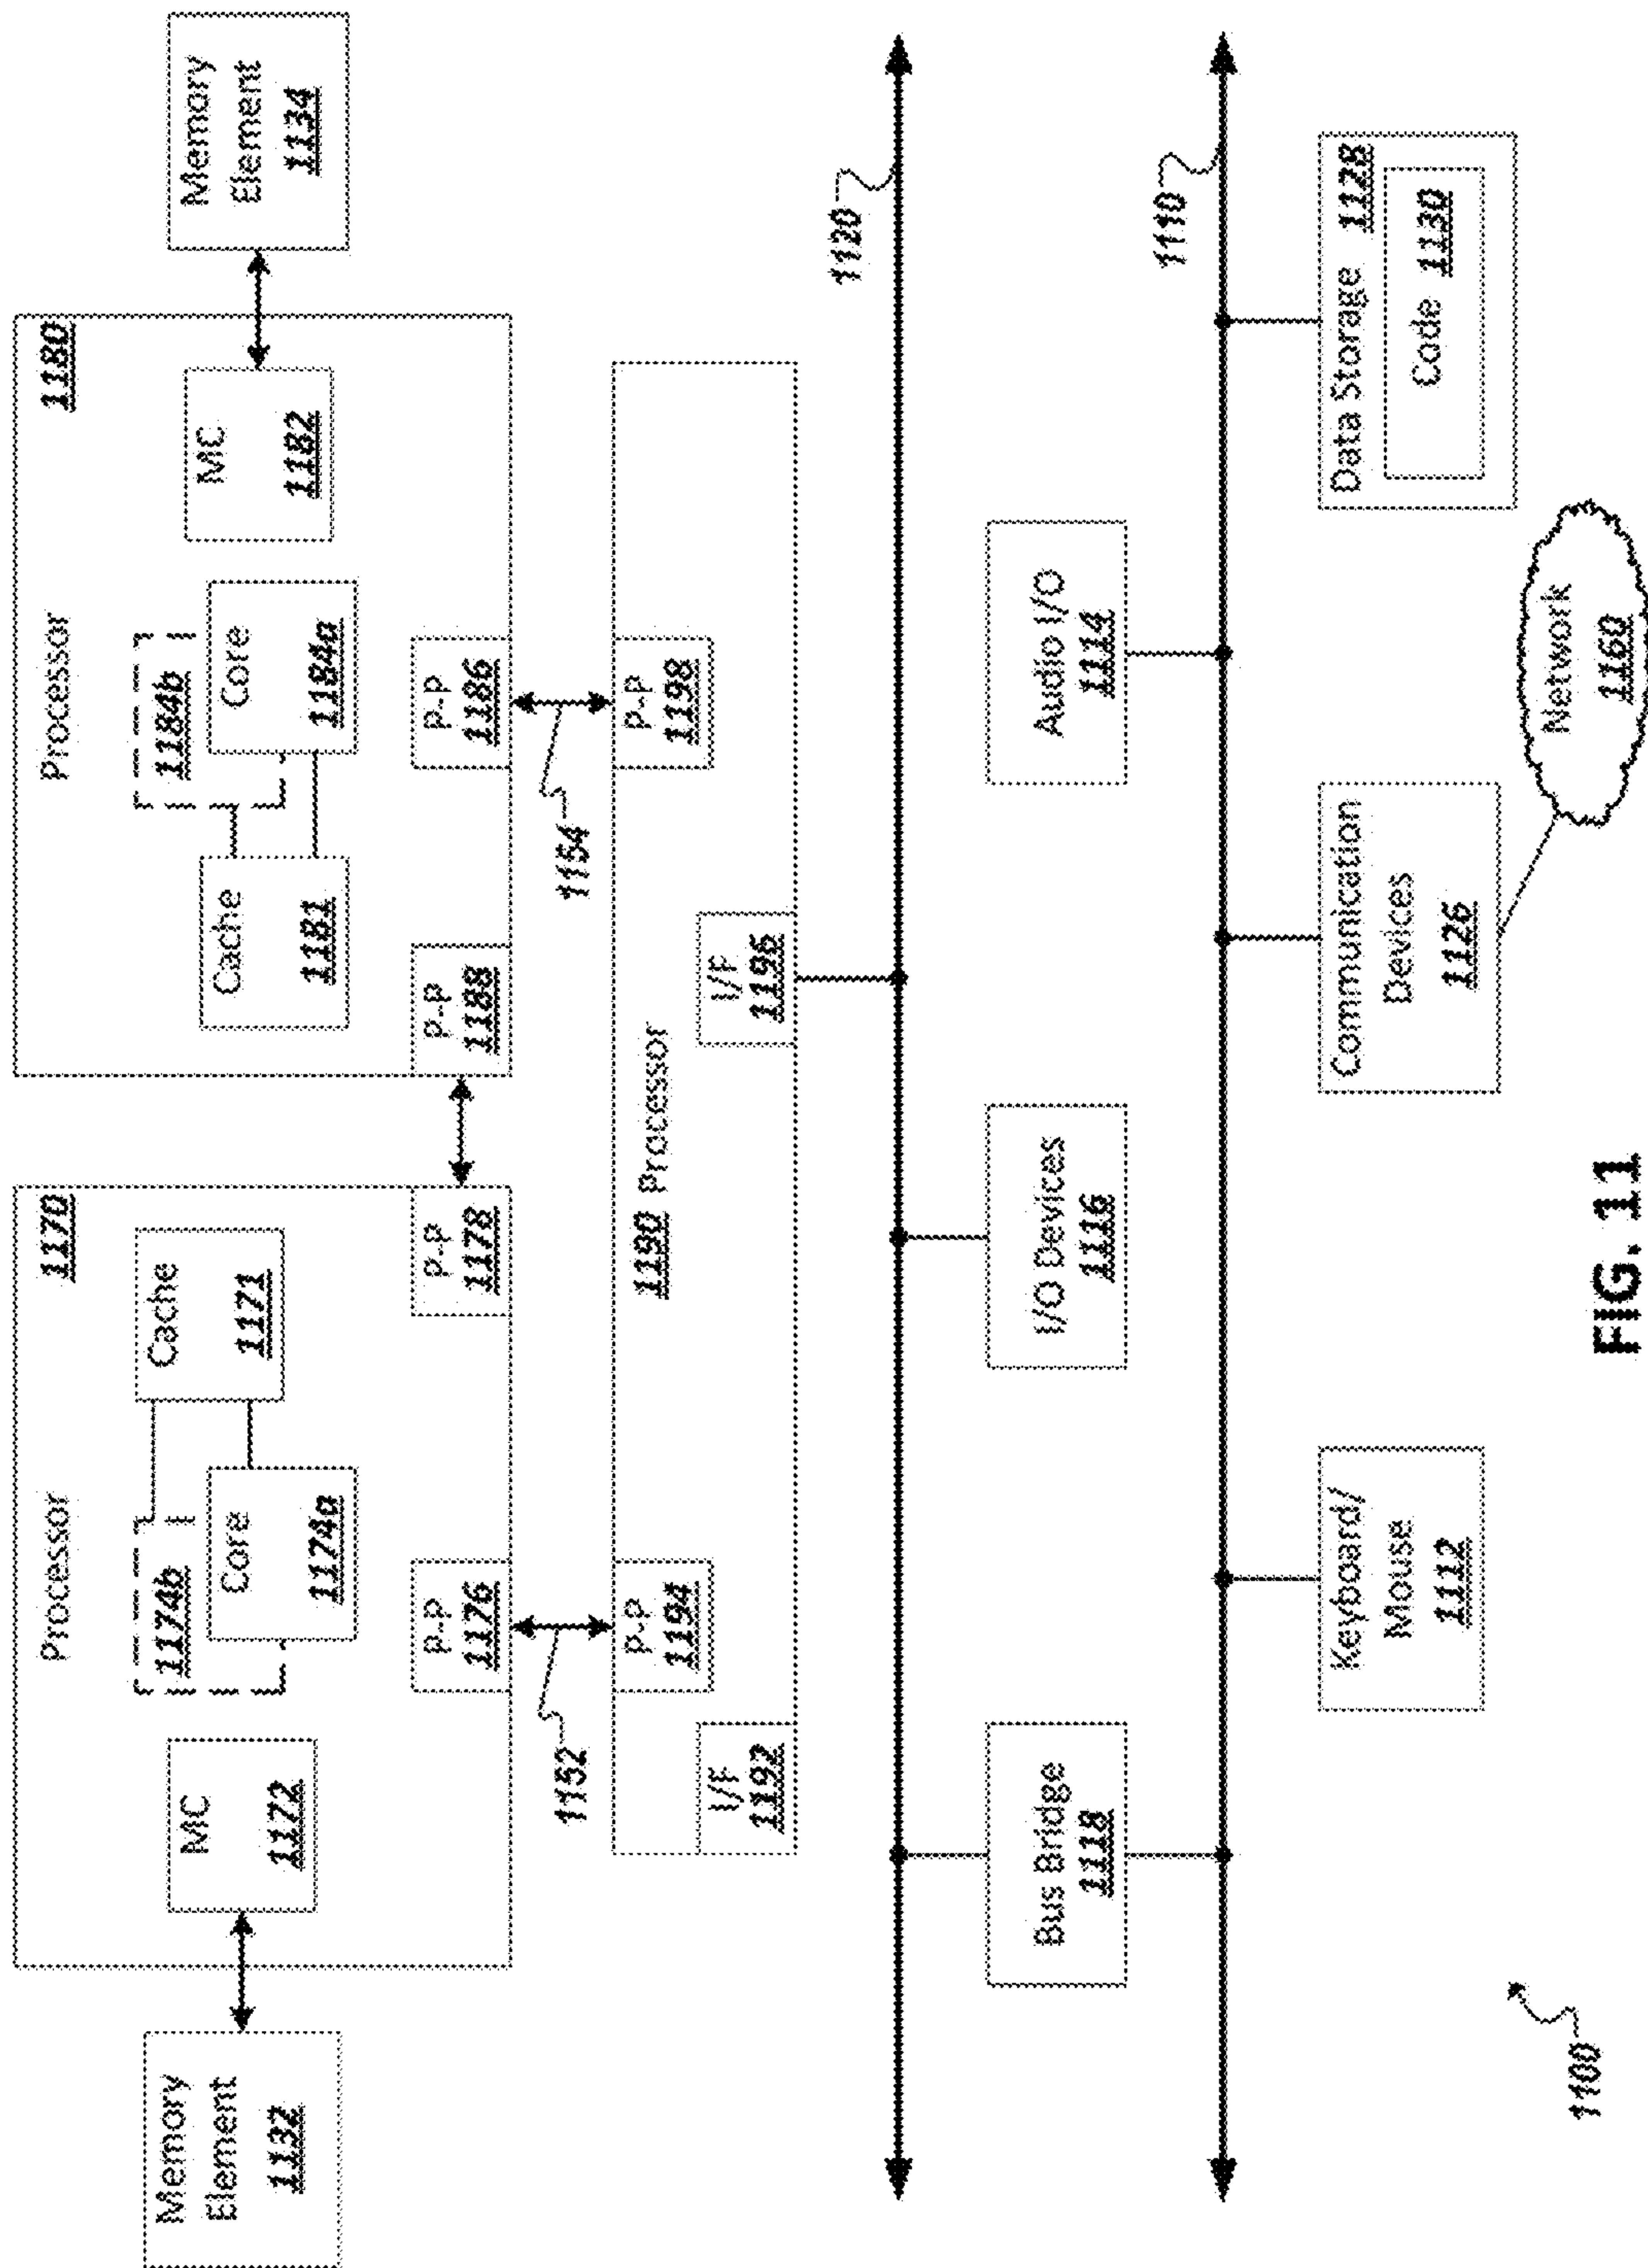 1170
Processor
1180
Processor
Memory
Element
1132
MC
1172
1174b
Core
1174a
Cache
1171
Cache
1181
1184b
Core
1184a
MC
1182
Memory
Element
1134
P-P
1176
P-P
1178
P-P
1188
P-P
1186
1152
1154
P-P
1194
1190 Processor
P-P
1198
I/F
1192
I/F
1196
1120
Bus Bridge
1118
I/O Devices
1116
Audio I/O
1114
1110
Keyboard/
Mouse
1112
Communication
Devices
1126
Data Storage 1128
Code 1130
Network
1160
1100
FIG. 11